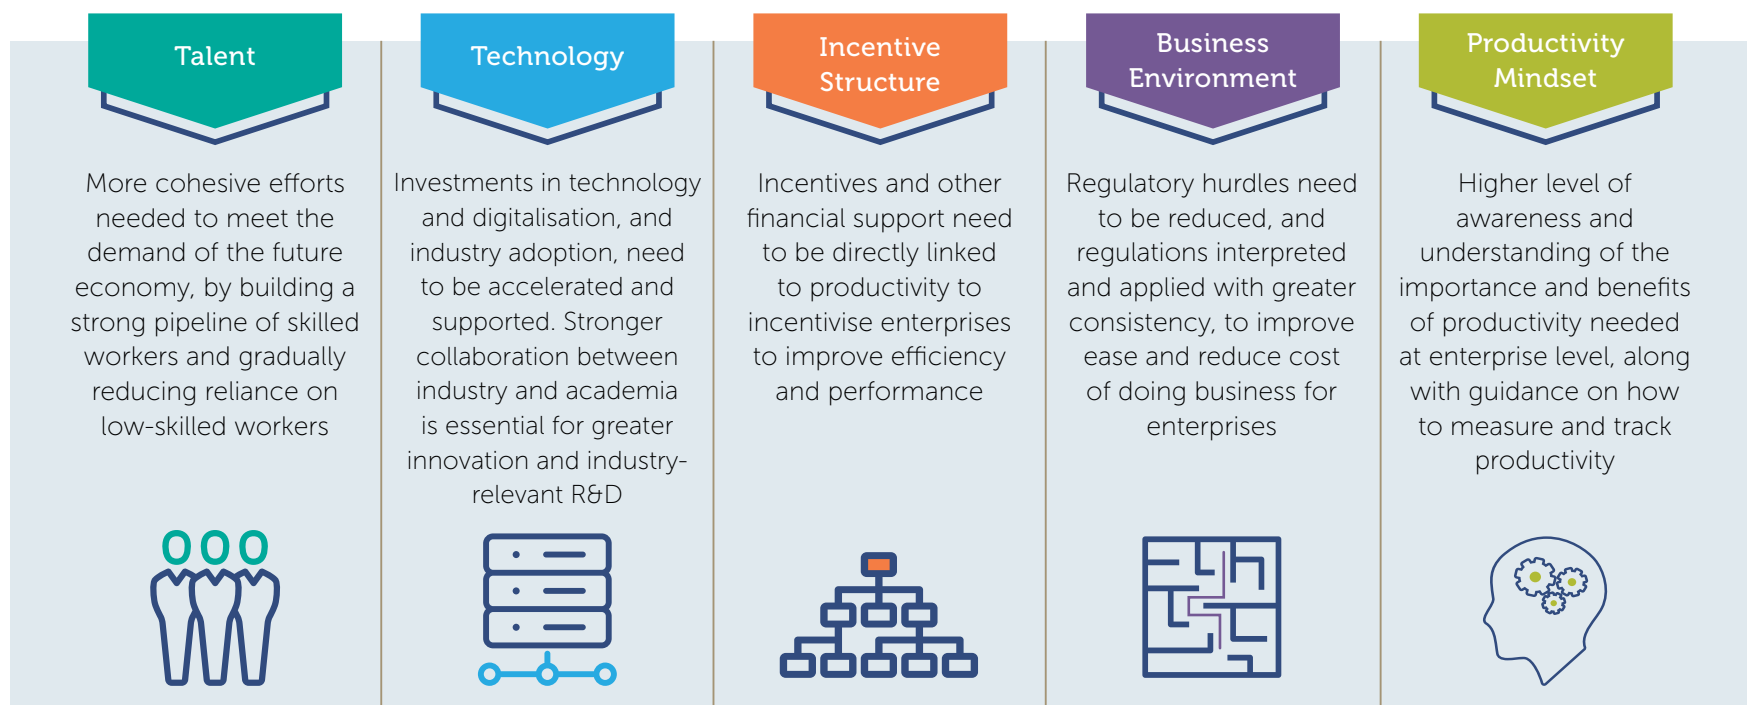 Talent
More cohesive efforts
needed to meet the
demand of the future
economy, by building a
strong pipeline of skilled
workers and gradually
reducing reliance on
low-skilled workers
Technology
Investments in technology
and digitalisation, and
industry adoption, need
to be accelerated and
supported. Stronger
collaboration between
industry and academia
is essential for greater
innovation and industry-
relevant R&D
Incentive
Structure
Incentives and other
financial support need
to be directly linked
to productivity to
incentivise enterprises
to improve efficiency
and performance
Business
Environment
Regulatory hurdles need
to be reduced, and
regulations interpreted
and applied with greater
consistency, to improve
ease and reduce cost
of doing business for
enterprises
Productivity
Mindset
Higher level of
awareness and
understanding of the
importance and benefits
of productivity needed
at enterprise level, along
with guidance on how
to measure and track
productivity